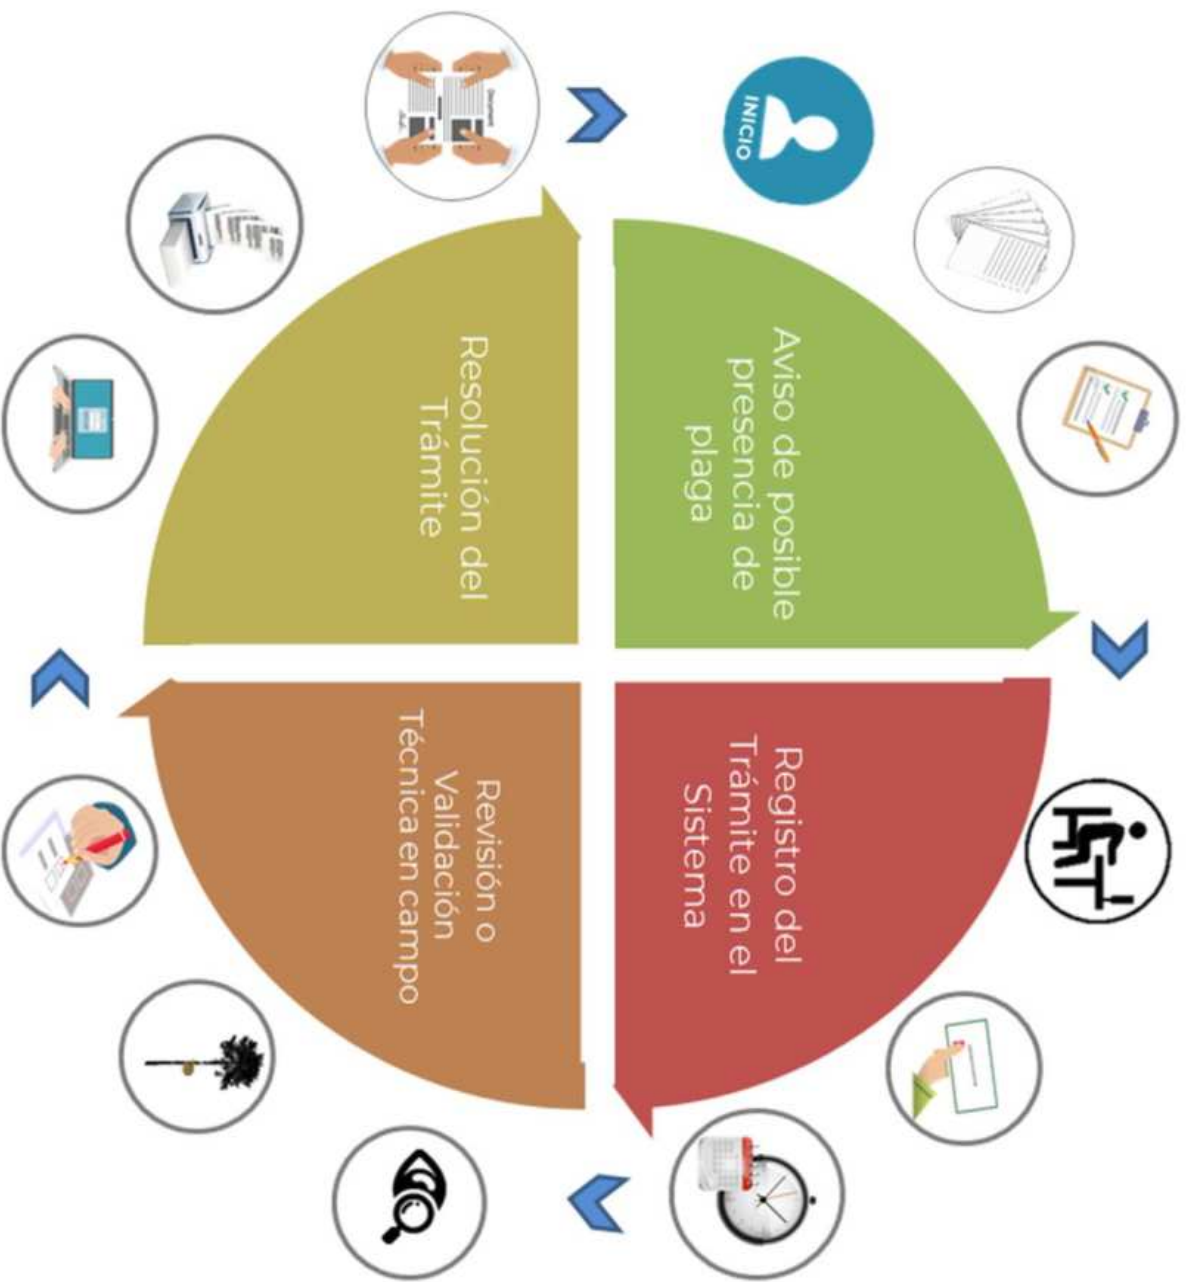 INICIO
Aviso de posible
presencia de
plaga
Registro del
Trámite en el
Sistema
Revisión o
Validación
Técnica en campo
Resolución del
Trámite
Document